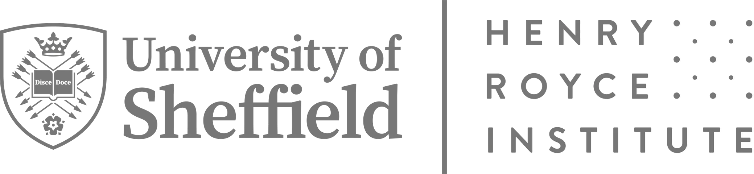 Disce Doce
University of
Sheffield
HENRY
ROYCE
INSTITUTE